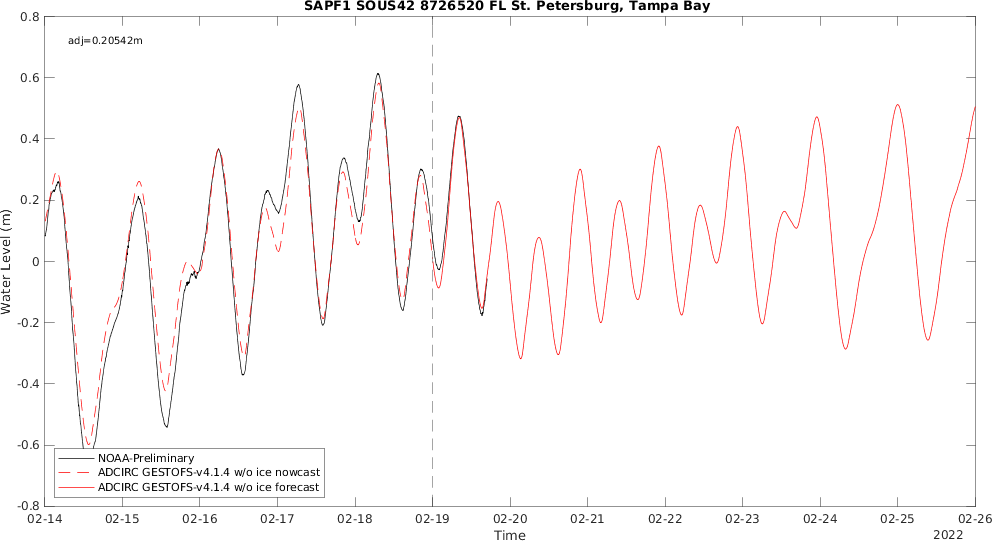 SAPF1 SOUS42 8726520 FL St. Petersburg, Tampa Bay
adj=0.20542m
0.8
0.6
0.4
0.2
0
-0.2
-0.4
-0.6
-0.8
Water Level (m)
NOAA-Preliminary
ADCIRC GESTOFS-v4.1.4 w/o ice nowcast
ADCIRC GESTOFS-v4.1.4 w/o ice forecast
02-14 02-15 02-16 02-17 02-18 02-19 02-20 02-21 02-22 02-23 02-24 02-25 02-26
Time
2022